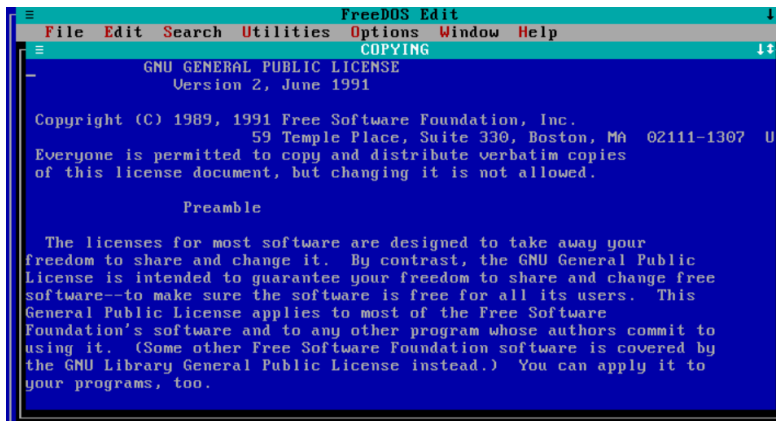 FreeDOS Edit
File Edit Search Utilities Options Window Help
COPYING
GNU GENERAL PUBLIC LICENSE
Version 2, June 1991
Copyright (C) 1989, 1991 Free Software Foundation, Inc.
59 Temple Place, Suite 330, Boston, MA 02111-1307 U
Everyone is permitted to copy and distribute verbatim copies
of this license document, but changing it is not allowed.
Preamble
The licenses for most software are designed to take away your
freedom to share and change it. By contrast, the GNU General Public
License is intended to guarantee your freedom to share and change free
software--to make sure the software is free for all its users. This
General Public License applies to most of the Free Software
Foundation's software and to any other program whose authors commit to
using it. (Some other Free Software Foundation software is covered by
the GNU Library General Public License instead.) You can apply it to
your programs, too.